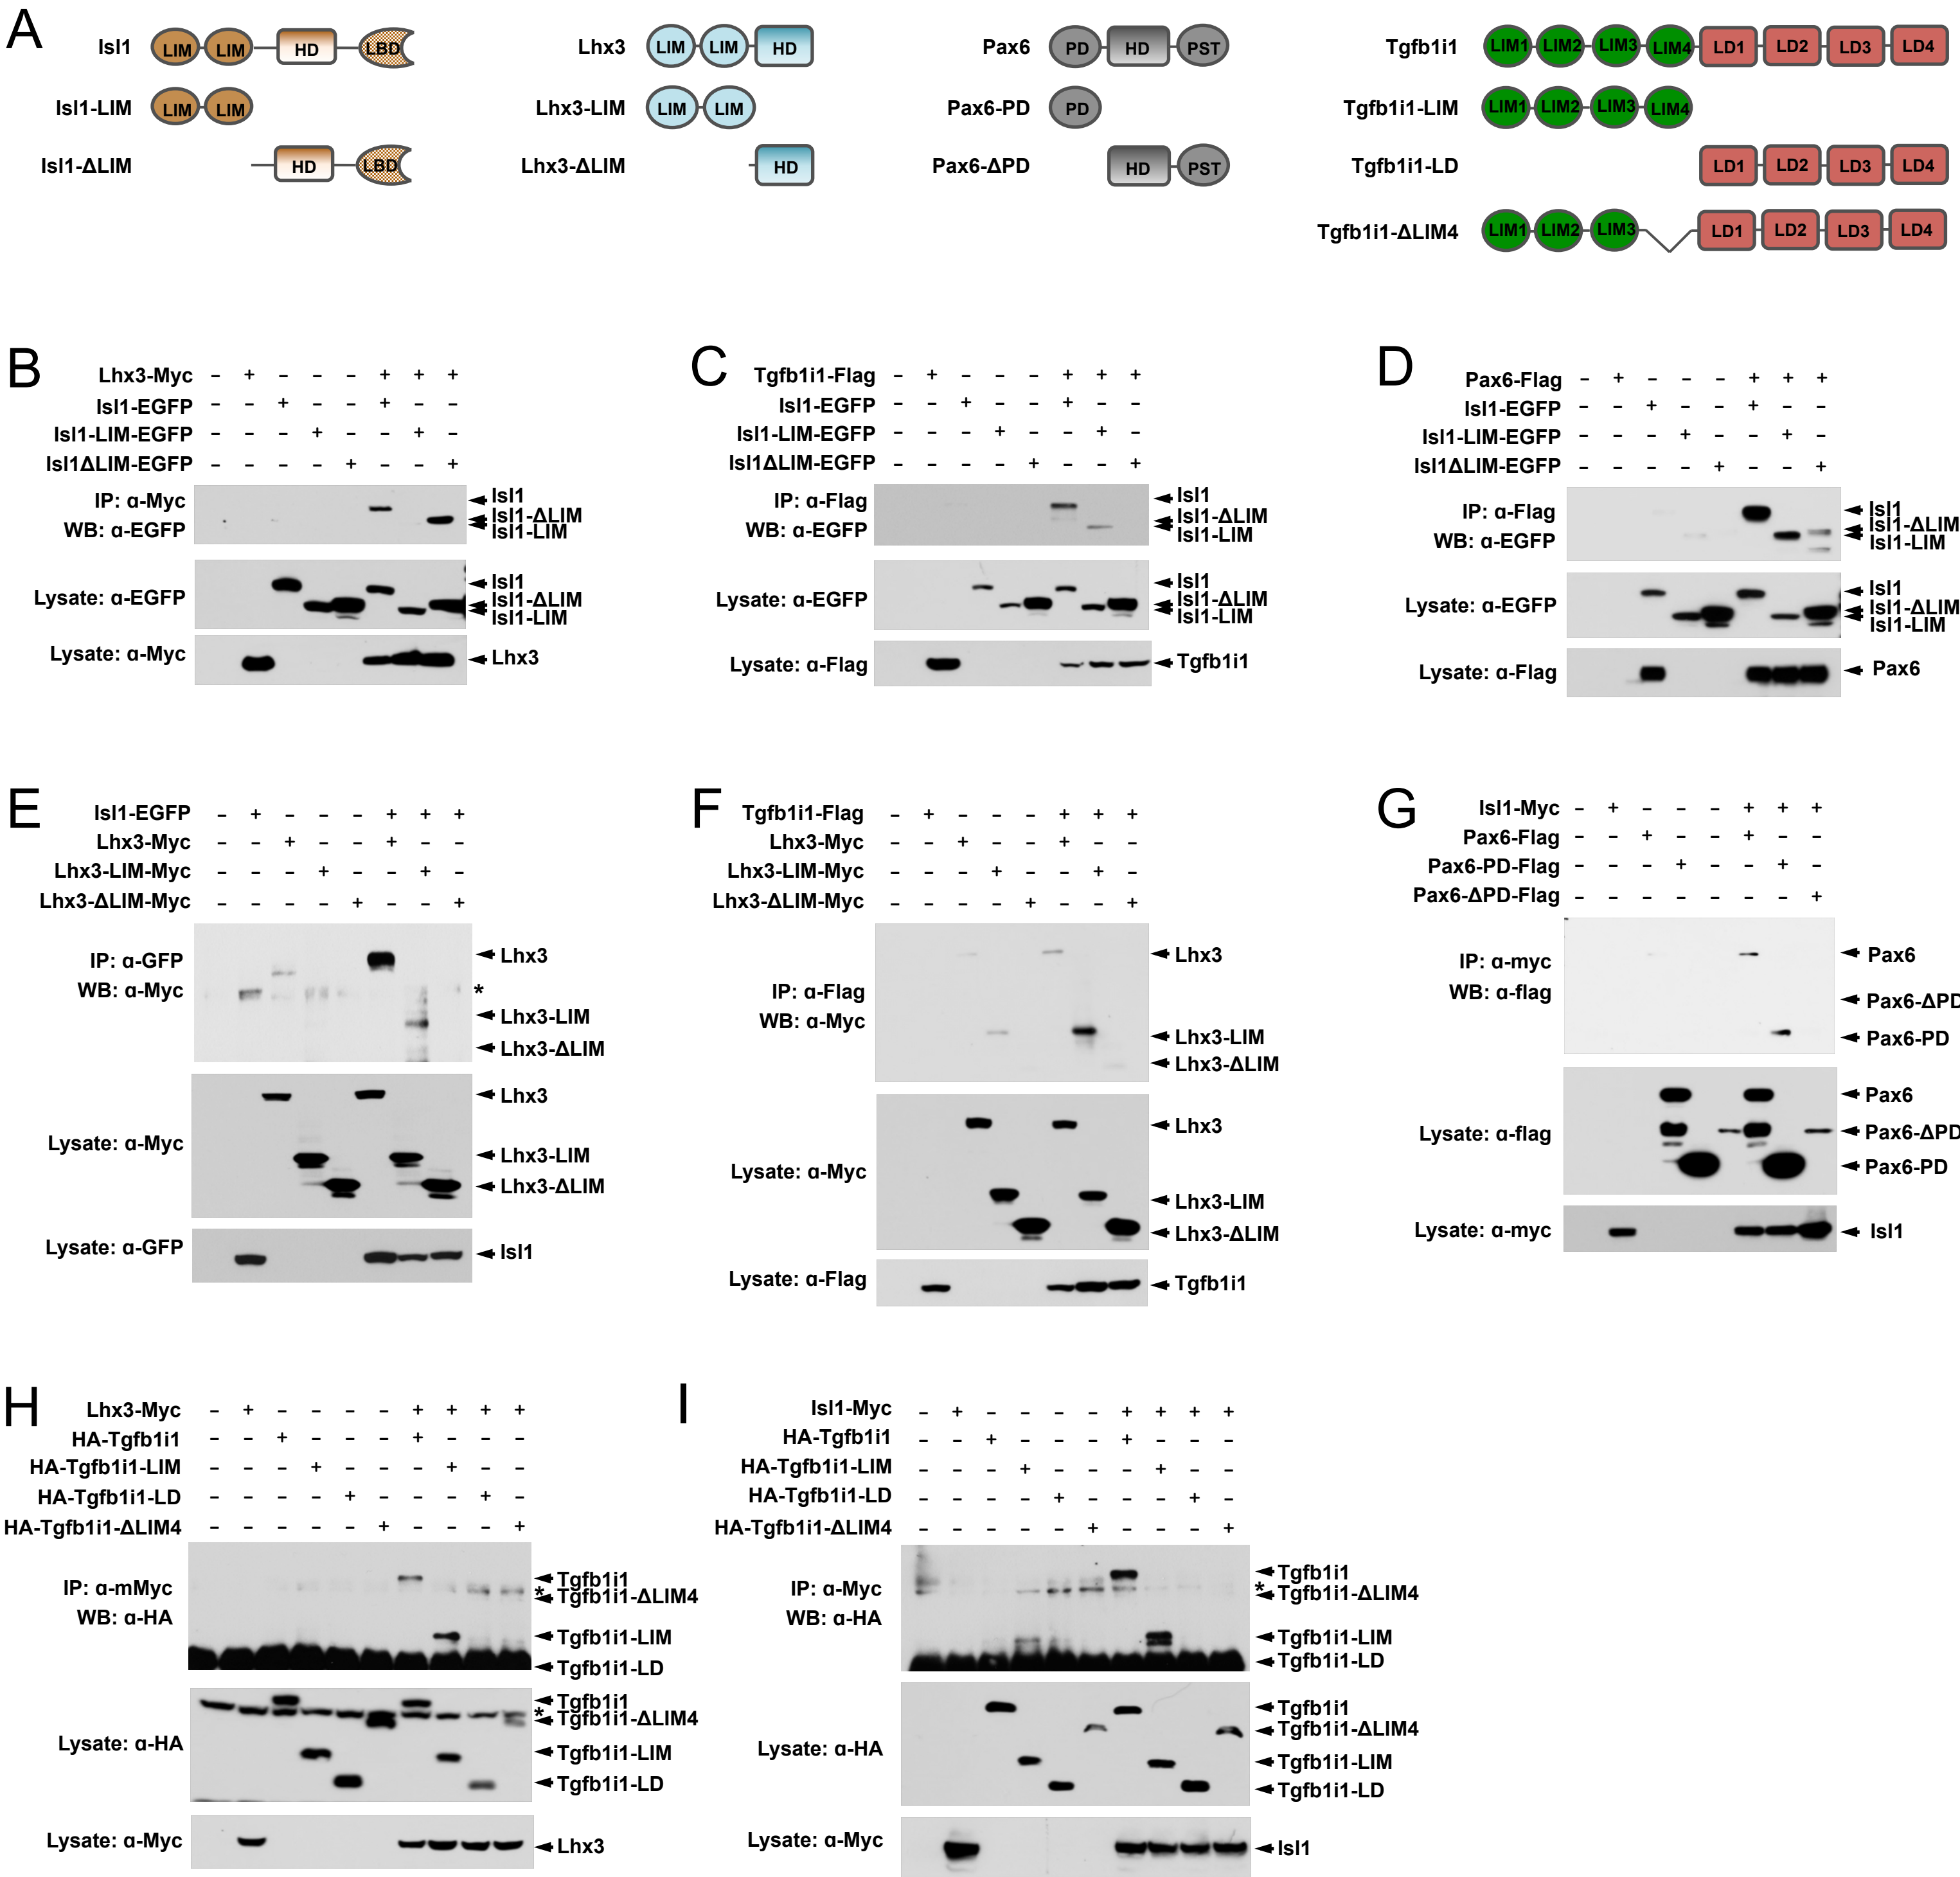 A
Isl1 LIM LIM HD LBD
Lhx3 LIM LIM HD
Pax6 PD HD PST
Tgfb1i1 LIM1 LIM2 LIM3 LIM4 LD1 LD2 LD3 LD4
Isl1-LIM LIM LIM
Lhx3-LIM LIM LIM
Pax6-PD PD
Tgfb1i1-LIM LIM1 LIM2 LIM3 LIM4
Isl1-ΔLIM HD LBD
Lhx3-ΔLIM HD
Pax6-ΔPD HD PST
Tgfb1i1-LD LD1 LD2 LD3 LD4
Tgfb1i1-ΔLIM4 LIM1 LIM2 LIM3 LD1 LD2 LD3 LD4
B
Lhx3-Myc – + – – – + + +
Isl1-EGFP – – + – – + – –
Isl1-LIM-EGFP – – – + – – + –
Isl1ΔLIM-EGFP – – – – + – – +
IP: α-Myc
WB: α-EGFP
Isl1
Isl1-ΔLIM
Isl1-LIM
Lysate: α-EGFP
Isl1
Isl1-ΔLIM
Isl1-LIM
Lysate: α-Myc
Lhx3
C
Tgfb1i1-Flag – + – – – + + +
Isl1-EGFP – – + – – + – –
Isl1-LIM-EGFP – – – + – – + –
Isl1ΔLIM-EGFP – – – – + – – +
IP: α-Flag
WB: α-EGFP
Isl1
Isl1-ΔLIM
Isl1-LIM
Lysate: α-EGFP
Isl1
Isl1-ΔLIM
Isl1-LIM
Lysate: α-Flag
Tgfb1i1
D
Pax6-Flag – + – – – + + +
Isl1-EGFP – – + – – + – –
Isl1-LIM-EGFP – – – + – – + –
Isl1ΔLIM-EGFP – – – – + – – +
IP: α-Flag
WB: α-EGFP
Isl1
Isl1-ΔLIM
Isl1-LIM
Lysate: α-EGFP
Isl1
Isl1-ΔLIM
Isl1-LIM
Lysate: α-Flag
Pax6
E
Isl1-EGFP – + – – – + + +
Lhx3-Myc – – + – – + – –
Lhx3-LIM-Myc – – – + – – + –
Lhx3-ΔLIM-Myc – – – – + – – +
IP: α-GFP
WB: α-Myc
Lhx3
*
Lhx3-LIM
Lhx3-ΔLIM
Lysate: α-Myc
Lhx3
Lhx3-LIM
Lhx3-ΔLIM
Lysate: α-GFP
Isl1
F
Tgfb1i1-Flag – + – – – + + +
Lhx3-Myc – – + – – + – –
Lhx3-LIM-Myc – – – + – – + –
Lhx3-ΔLIM-Myc – – – – + – – +
IP: α-Flag
WB: α-Myc
Lhx3
Lhx3-LIM
Lhx3-ΔLIM
Lysate: α-Myc
Lhx3
Lhx3-LIM
Lhx3-ΔLIM
Lysate: α-Flag
Tgfb1i1
G
Isl1-Myc – + – – – + + +
Pax6-Flag – – + – – + – –
Pax6-PD-Flag – – – + – – + –
Pax6-ΔPD-Flag – – – – – – – +
IP: α-myc
WB: α-flag
Pax6
Pax6-ΔPD
Pax6-PD
Lysate: α-flag
Pax6
Pax6-ΔPD
Pax6-PD
Lysate: α-myc
Isl1
H
Lhx3-Myc – + – – – – + + + +
HA-Tgfb1i1 – – + – – – + – – –
HA-Tgfb1i1-LIM – – – + – – – + – –
HA-Tgfb1i1-LD – – – – + – – – + –
HA-Tgfb1i1-ΔLIM4 – – – – – + – – – +
IP: α-mMyc
WB: α-HA
Tgfb1i1
*
Tgfb1i1-ΔLIM4
Tgfb1i1-LIM
Tgfb1i1-LD
Lysate: α-HA
Tgfb1i1
*
Tgfb1i1-ΔLIM4
Tgfb1i1-LIM
Tgfb1i1-LD
Lysate: α-Myc
Lhx3
I
Isl1-Myc – + – – – – + + + +
HA-Tgfb1i1 – – + – – – + – – –
HA-Tgfb1i1-LIM – – – + – – – + – –
HA-Tgfb1i1-LD – – – – + – – – + –
HA-Tgfb1i1-ΔLIM4 – – – – – + – – – +
IP: α-Myc
WB: α-HA
Tgfb1i1
*
Tgfb1i1-ΔLIM4
Tgfb1i1-LIM
Tgfb1i1-LD
Lysate: α-HA
Tgfb1i1
Tgfb1i1-ΔLIM4
Tgfb1i1-LIM
Tgfb1i1-LD
Lysate: α-Myc
Isl1